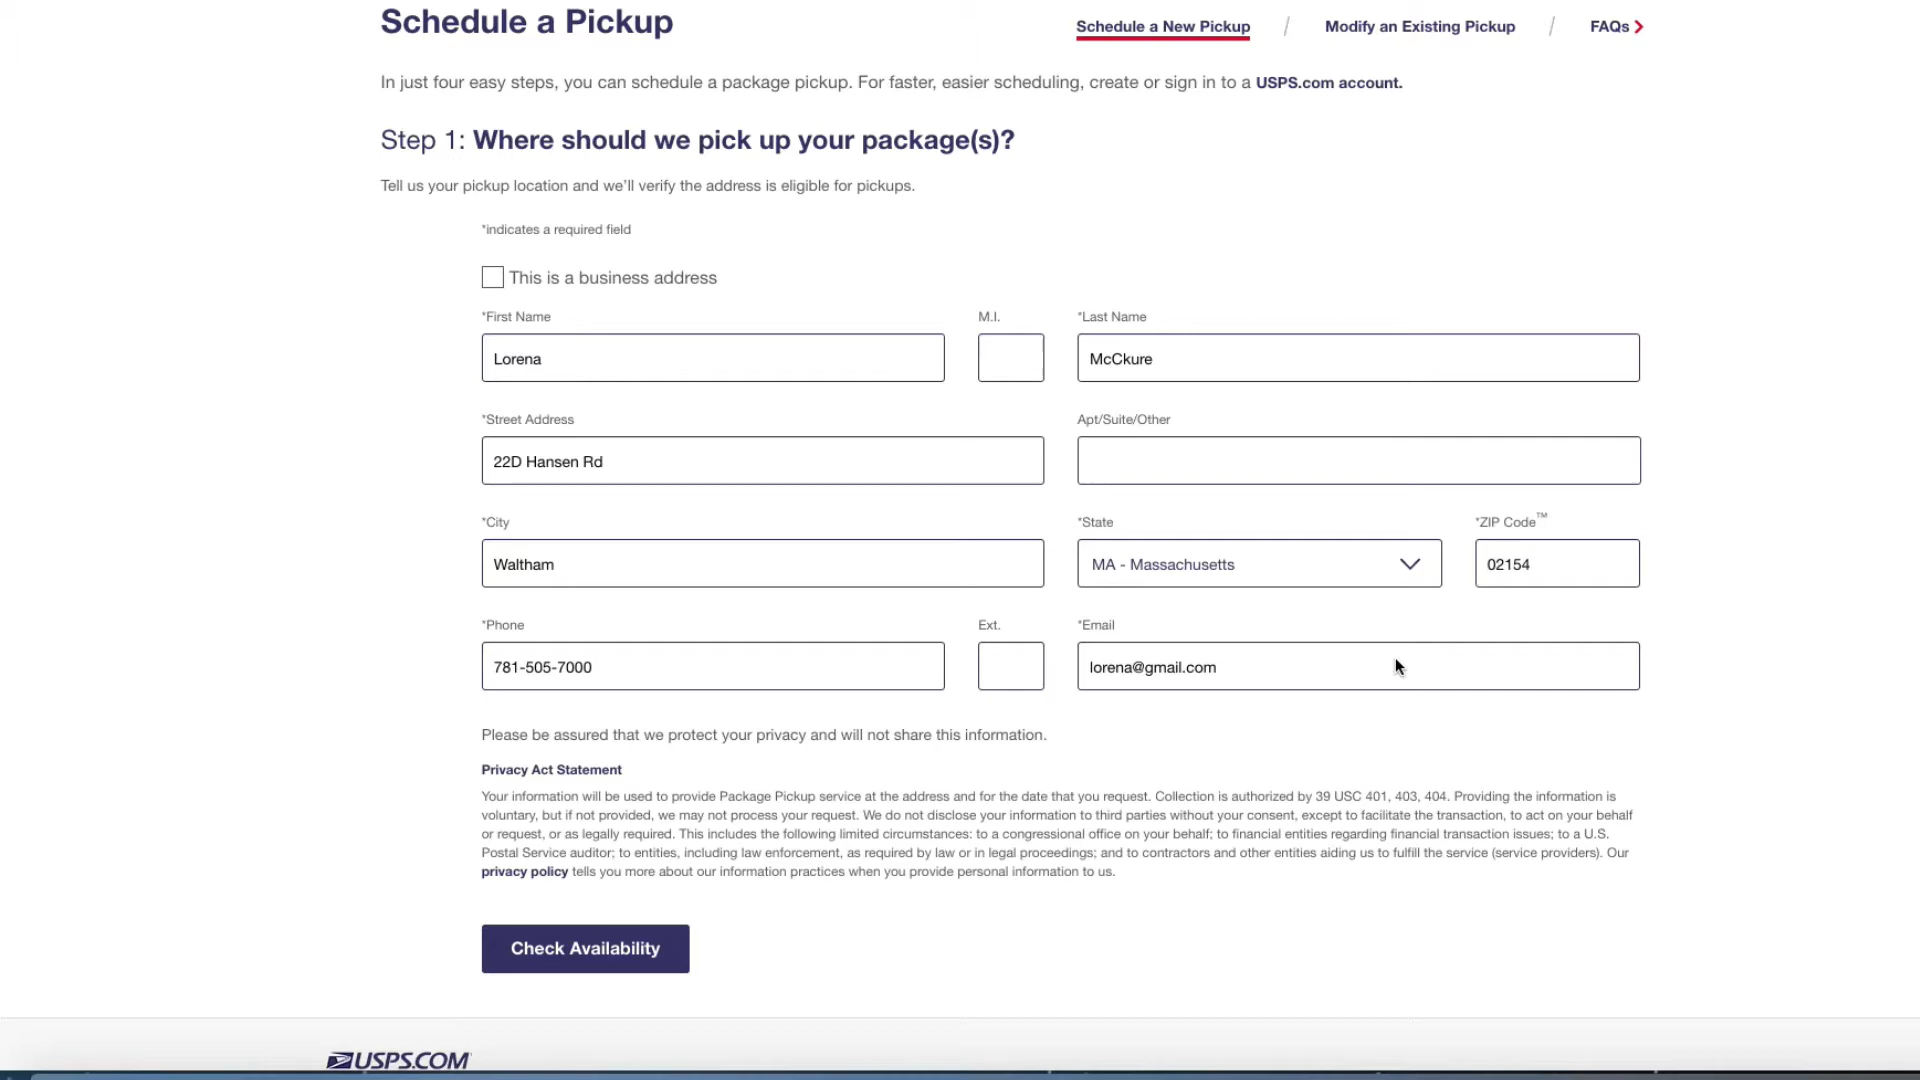 Schedule a Pickup
Schedule a New Pickup / Modify an Existing Pickup / FAQs
In just four easy steps, you can schedule a package pickup. For faster, easier scheduling, create or sign in to a USPS.com account.
Step 1: Where should we pick up your package(s)?
Tell us your pickup location and we'll verify the address is eligible for pickups.
*indicates a required field
This is a business address
*First Name M.I. *Last Name
Lorena McCkure
*Street Address Apt/Suite/Other
22D Hansen Rd
*City *State *ZIP Code™
Waltham MA - Massachusetts 02154
*Phone Ext. *Email
781-505-7000 lorena@gmail.com
Please be assured that we protect your privacy and will not share this information.
Privacy Act Statement
Your information will be used to provide Package Pickup service at the address and for the date that you request. Collection is authorized by 39 USC 401, 403, 404. Providing the information is
voluntary, but if not provided, we may not process your request. We do not disclose your information to third parties without your consent, except to facilitate the transaction, to act on your behalf
or request, or as legally required. This includes the following limited circumstances: to a congressional office on your behalf; to financial entities regarding financial transaction issues; to a U.S.
Postal Service auditor; to entities, including law enforcement, as required by law or in legal proceedings; and to contractors and other entities aiding us to fulfill the service (service providers). Our
privacy policy tells you more about our information practices when you provide personal information to us.
Check Availability
USPS.COM